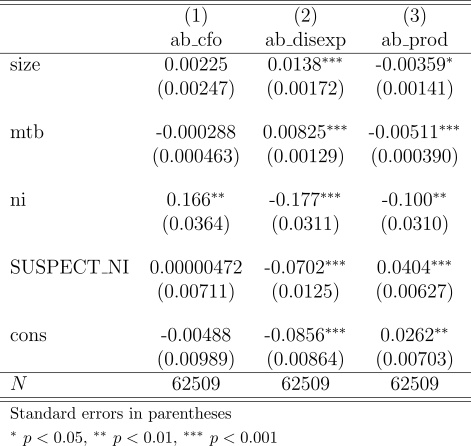 (1) (2) (3)
ab_cfo ab_disexp ab_prod
size 0.00225 0.0138*** -0.00359*
(0.00247) (0.00172) (0.00141)
mtb -0.000288 0.00825*** -0.00511***
(0.000463) (0.00129) (0.000390)
ni 0.166** -0.177*** -0.100**
(0.0364) (0.0311) (0.0310)
SUSPECT_NI 0.00000472 -0.0702*** 0.0404***
(0.00711) (0.0125) (0.00627)
cons -0.00488 -0.0856*** 0.0262**
(0.00989) (0.00864) (0.00703)
N 62509 62509 62509
Standard errors in parentheses
* p < 0.05, ** p < 0.01, *** p < 0.001